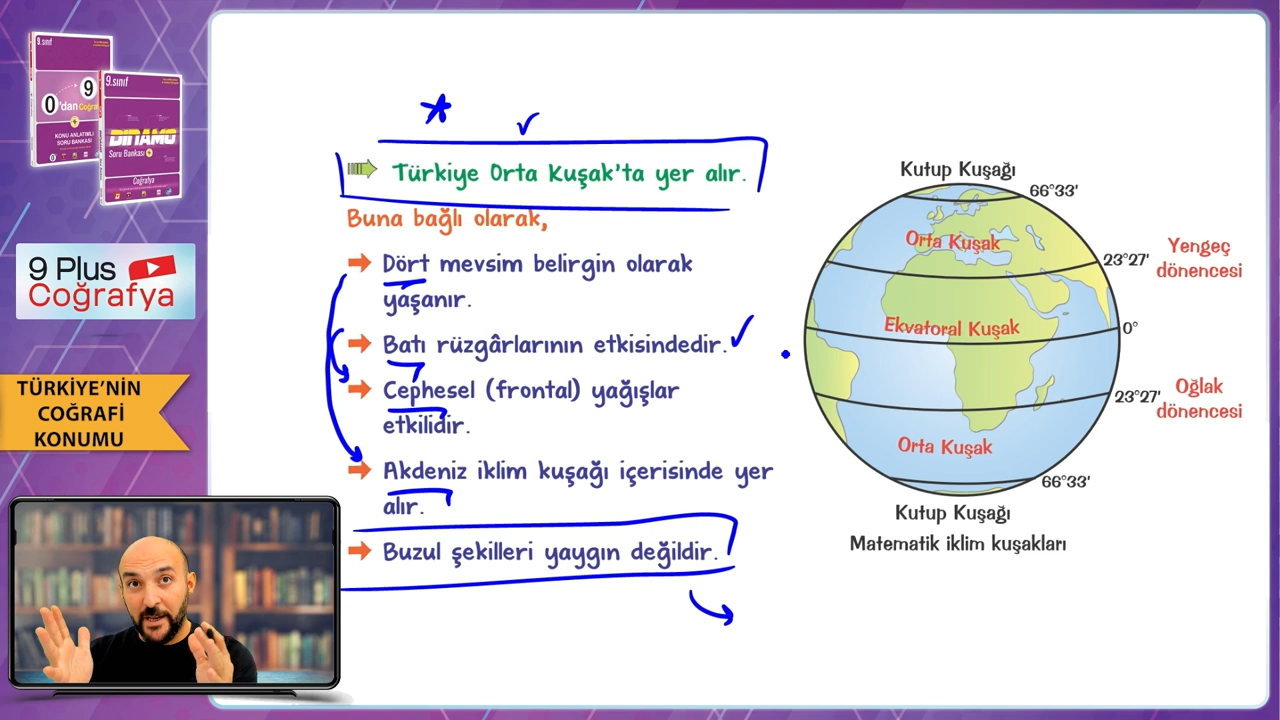 9.sınıf
0'dan
9
KONU ANLATIMLI
SORU BANKASI
9.sınıf
DINAMO
Soru Bankası
Coğrafya
9 Plus
Coğrafya
TÜRKİYE'NİN
COĞRAFİ
KONUMU
Türkiye Orta Kuşak'ta yer alır.
Buna bağlı olarak,
Dört mevsim belirgin olarak
yaşanır.
Batı rüzgârlarının etkisindedir.
Cephesel (frontal) yağışlar
etkilidir.
Akdeniz iklim kuşağı içerisinde yer
alır.
Buzul şekilleri yaygın değildir.
Kutup Kuşağı
66°33'
Orta Kuşak
23°27'
Yengeç
dönencesi
Ekvatoral Kuşak
0°
23°27'
Oğlak
dönencesi
Orta Kuşak
66°33'
Kutup Kuşağı
Matematik iklim kuşakları